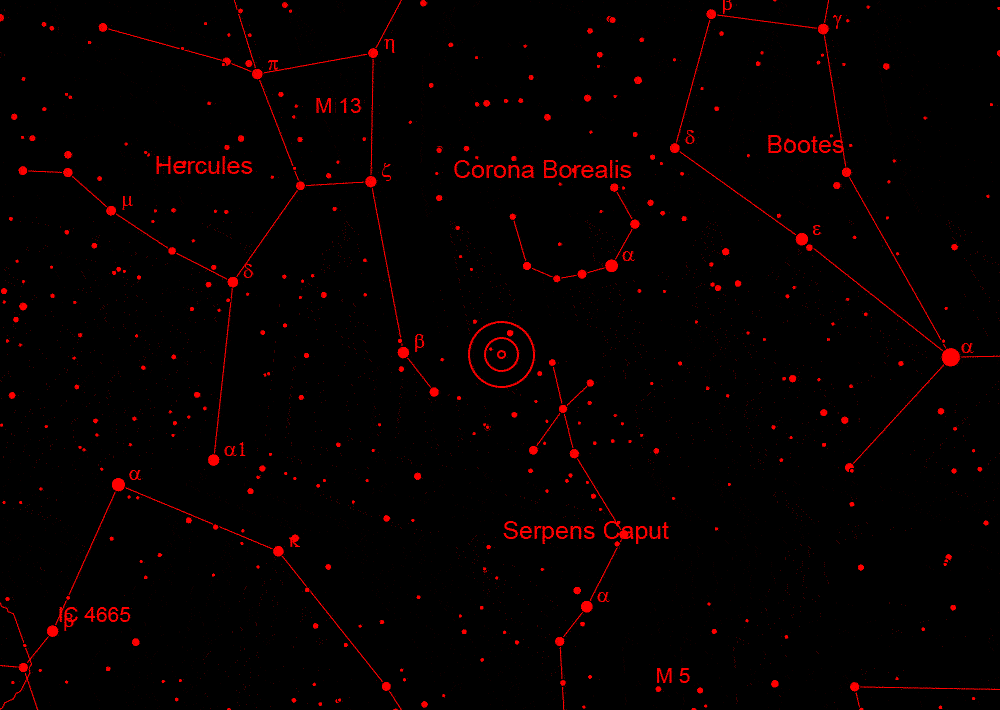 β
γ
η
π
M 13
δ
Bootes
Hercules
Corona Borealis
ζ
μ
ε
α
δ
β
α
α1
α
Serpens Caput
κ
α
IC 4665
β
M 5